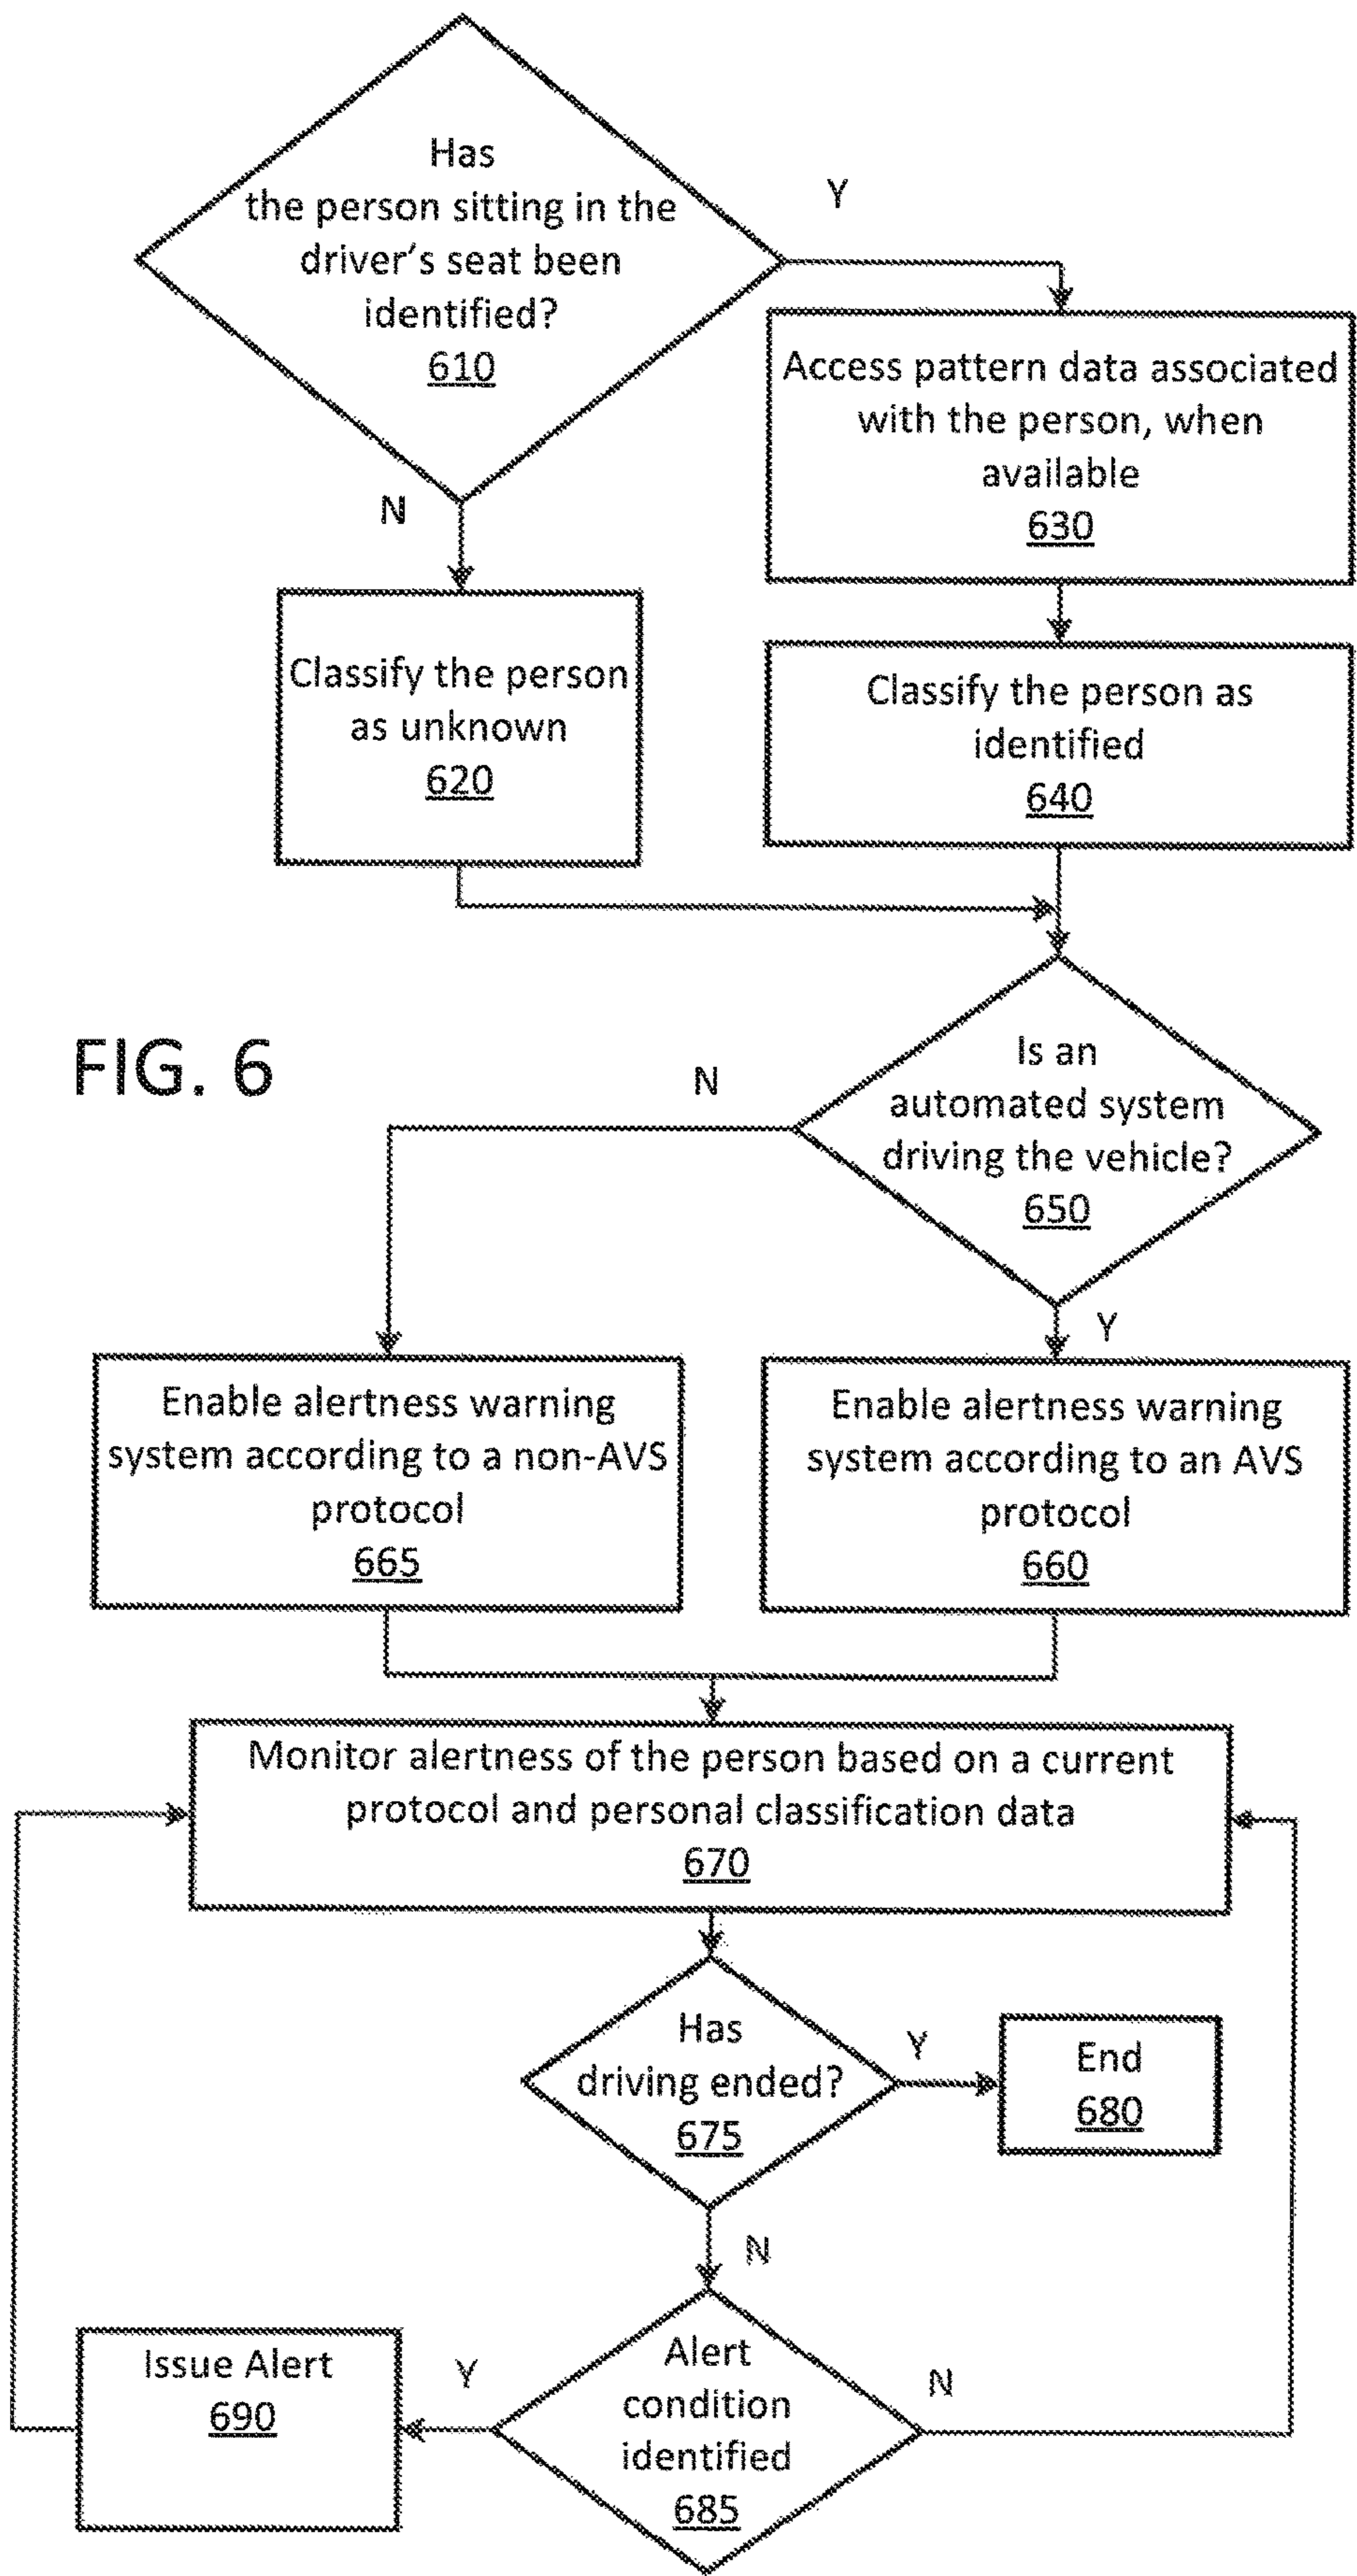 Has
the person sitting in the
driver's seat been
identified?
610
Y
N
Access pattern data associated
with the person, when
available
630
Classify the person
as unknown
620
Classify the person as
identified
640
FIG. 6
Is an
automated system
driving the vehicle?
650
N
Y
Enable alertness warning
system according to a non-AVS
protocol
665
Enable alertness warning
system according to an AVS
protocol
660
Monitor alertness of the person based on a current
protocol and personal classification data
670
Has
driving ended?
675
Y
End
680
N
Alert
condition
identified
685
Y
N
Issue Alert
690